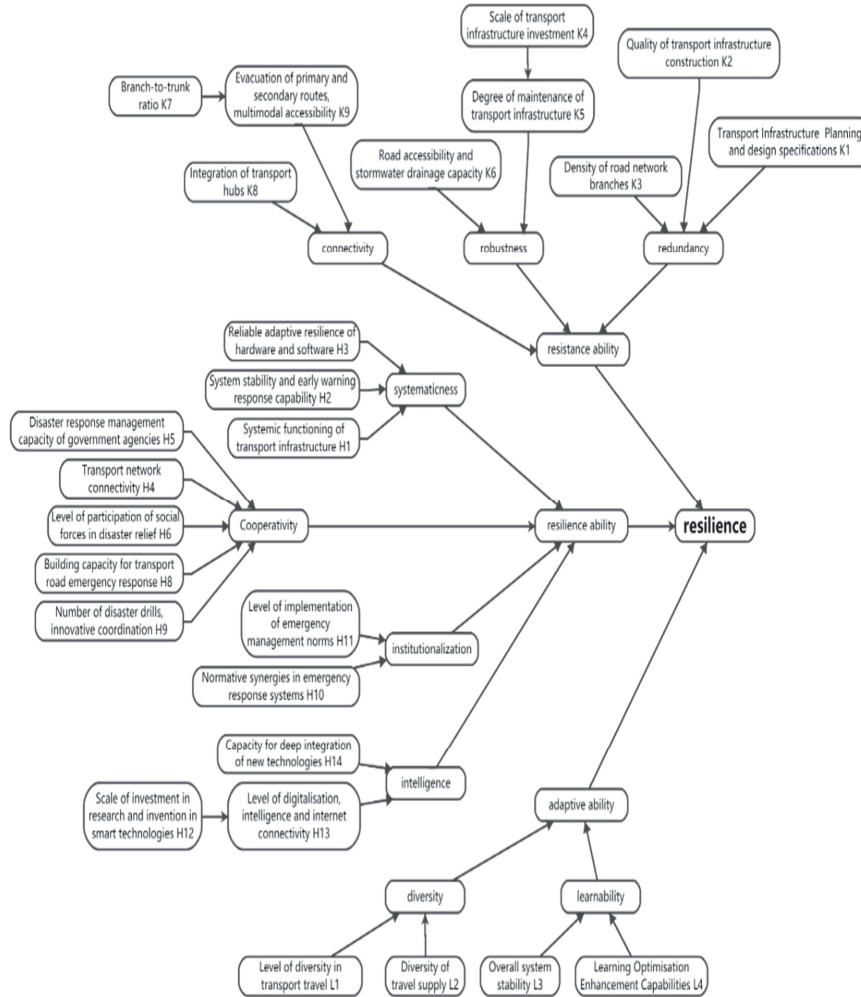 Scale of transport
infrastructure investment K4
Quality of transport infrastructure
construction K2
Branch-to-trunk
ratio K7
Evacuation of primary and
secondary routes,
multimodal accessibility K9
Degree of maintenance of
transport infrastructure K5
Transport Infrastructure Planning
and design specifications K1
Road accessibility and
stormwater drainage capacity K6
Integration of transport
hubs K8
Density of road network
branches K3
connectivity
robustness
redundancy
resistance ability
Reliable adaptive resilience of
hardware and software H3
System stability and early warning
response capability H2
Systemic functioning of
transport infrastructure H1
systematicness
Disaster response management
capacity of government agencies H5
Transport network
connectivity H4
Level of participation of social
forces in disaster relief H6
Building capacity for transport
road emergency response H8
Number of disaster drills,
innovative coordination H9
Cooperativity
resilience ability
resilience
Level of implementation
of emergency
management norms H11
Normative synergies in emergency
response systems H10
institutionalization
Capacity for deep integration
of new technologies H14
Scale of investment in
research and invention in
smart technologies H12
Level of digitalisation,
intelligence and internet
connectivity H13
intelligence
adaptive ability
diversity
learnability
Level of diversity in
transport travel L1
Diversity of
travel supply L2
Overall system
stability L3
Learning Optimisation
Enhancement Capabilities L4